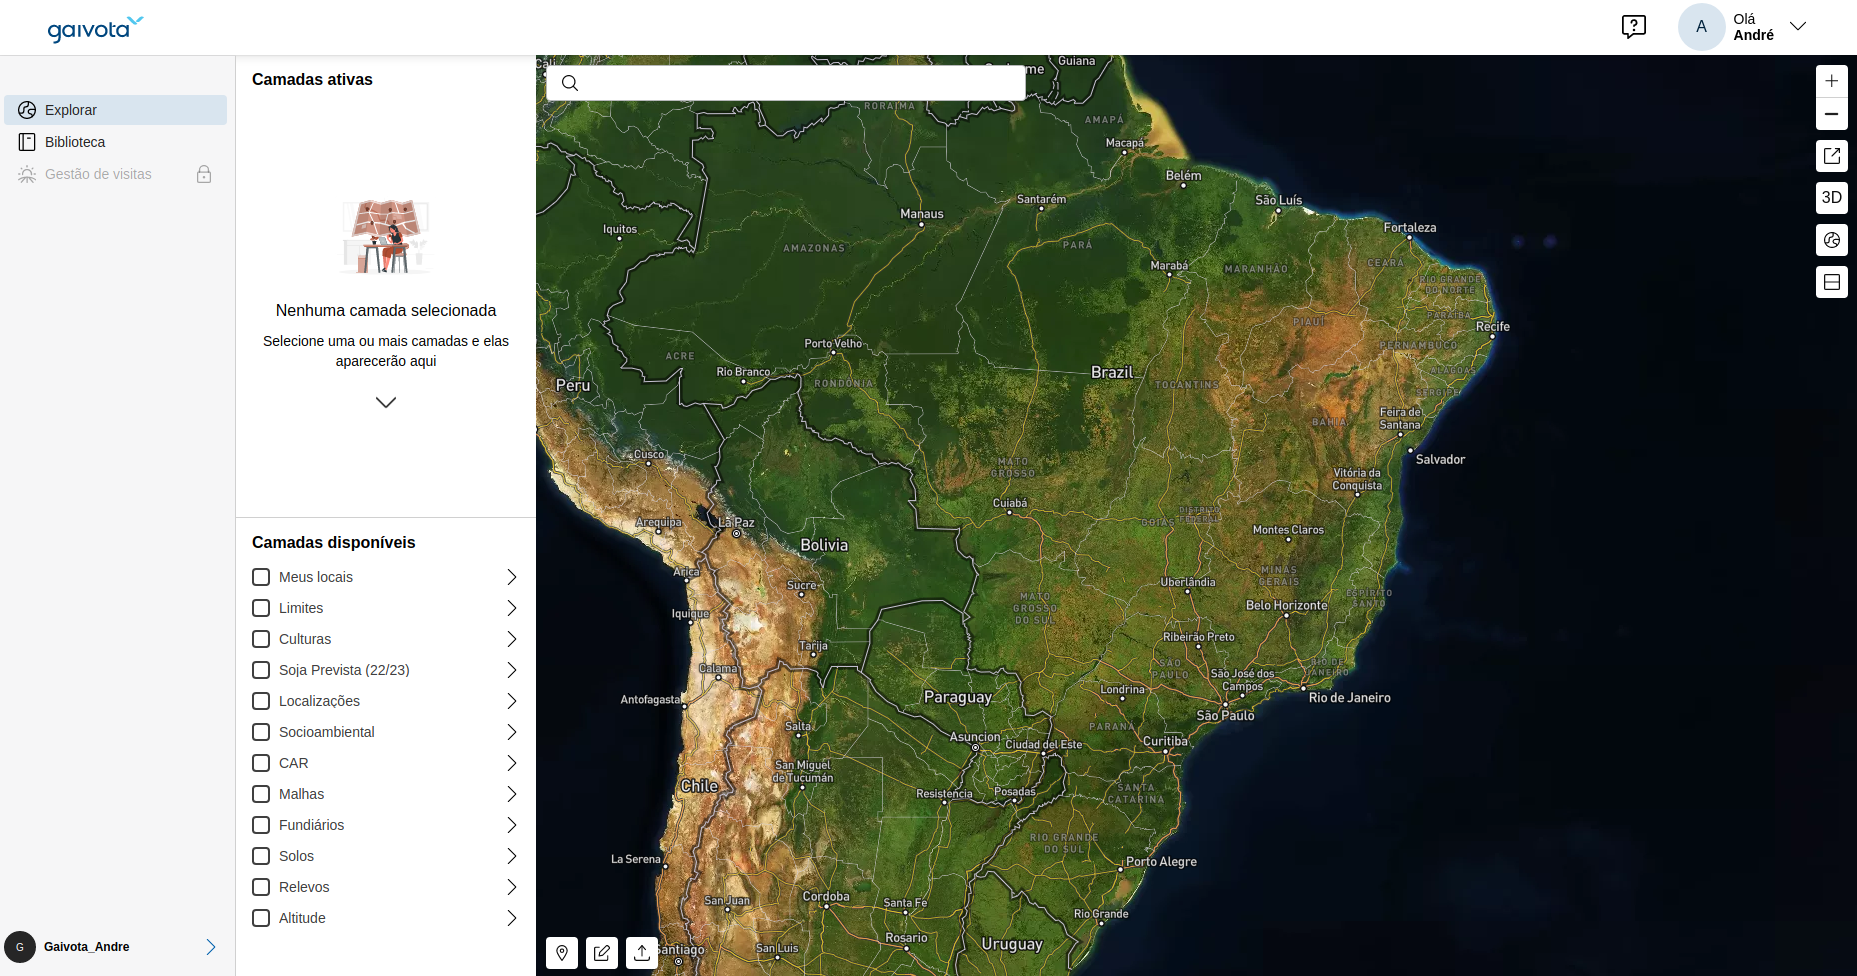 gaivota
Olá
André
A
Explorar
Biblioteca
Gestão de visitas
G
Gaivota_Andre
Camadas ativas
Nenhuma camada selecionada
Selecione uma ou mais camadas e elas
aparecerão aqui
Camadas disponíveis
Meus locais
Limites
Culturas
Soja Prevista (22/23)
Localizações
Socioambiental
CAR
Malhas
Fundiários
Solos
Relevos
Altitude
3D
Cali
Guiana
RORAIMA
AMAPÁ
Macapá
Belém
Santarém
São Luís
Manaus
Iquitos
Fortaleza
AMAZONAS
PARÁ
Marabá
MARANHÃO
CEARÁ
RIO GRANDE
DO NORTE
PARAÍBA
PIAUÍ
Recife
Porto Velho
PERNAMBUCO
ACRE
Rio Branco
RONDÔNIA
Brazil
ALAGOAS
TOCANTINS
SERGIPE
Peru
Feira de
Santana
BAHIA
Cusco
MATO
GROSSO
Salvador
Vitória da
Conquista
Cuiabá
DISTRITO
FEDERAL
GOIÁS
Arequipa
La Paz
Montes Claros
Bolivia
Arica
MINAS
GERAIS
Sucre
Uberlândia
ESPÍRITO
SANTO
MATO
GROSSO
DO SUL
Belo Horizonte
Iquique
Ribeirão Preto
Tarija
Calama
SÃO
PAULO
RIO DE
JANEIRO
São José dos
Campos
Londrina
Rio de Janeiro
Antofagasta
Paraguay
São Paulo
Salta
PARANÁ
Asuncion
Ciudad del Este
Curitiba
San Miguel
de Tucumán
Chile
Resistencia
Posadas
SANTA
CATARINA
RIO GRANDE
DO SUL
La Serena
Porto Alegre
San Juan
Cordoba
Santa Fe
Rio Grande
Rosario
Uruguay
San Luis
Santiago